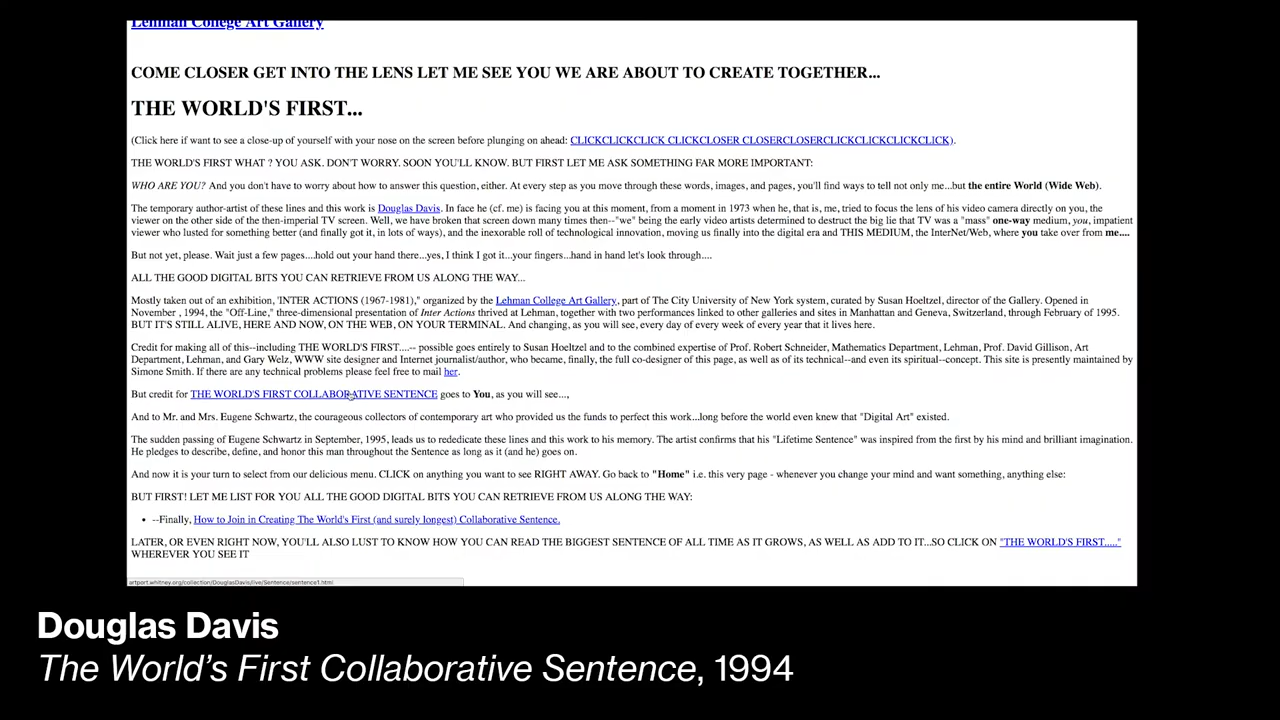 Lehman College Art Gallery
COME CLOSER GET INTO THE LENS LET ME SEE YOU WE ARE ABOUT TO CREATE TOGETHER...
THE WORLD'S FIRST...
(Click here if want to see a close-up of yourself with your nose on the screen before plunging on ahead: CLICKCLICKCLICK CLICKCLOSER CLOSERCLOSERCLICKCLICKCLICKCLICK).
THE WORLD'S FIRST WHAT ? YOU ASK. DON'T WORRY. SOON YOU'LL KNOW. BUT FIRST LET ME ASK SOMETHING FAR MORE IMPORTANT:
WHO ARE YOU? And you don't have to worry about how to answer this question, either. At every step as you move through these words, images, and pages, you'll find ways to tell not only me...but the entire World (Wide Web).
The temporary author-artist of these lines and this work is Douglas Davis. In face he (cf. me) is facing you at this moment, from a moment in 1973 when he, that is, me, tried to focus the lens of his video camera directly on you, the
viewer on the other side of the then-imperial TV screen. Well, we have broken that screen down many times then--"we" being the early video artists determined to destruct the big lie that TV was a "mass" one-way medium, you, impatient
viewer who lusted for something better (and finally got it, in lots of ways), and the inexorable roll of technological innovation, moving us finally into the digital era and THIS MEDIUM, the InterNet/Web, where you take over from me....
But not yet, please. Wait just a few pages....hold out your hand there...yes, I think I got it...your fingers...hand in hand let's look through....
ALL THE GOOD DIGITAL BITS YOU CAN RETRIEVE FROM US ALONG THE WAY...
Mostly taken out of an exhibition, 'INTER ACTIONS (1967-1981)," organized by the Lehman College Art Gallery, part of The City University of New York system, curated by Susan Hoeltzel, director of the Gallery. Opened in
November , 1994, the "Off-Line," three-dimensional presentation of Inter Actions thrived at Lehman, together with two performances linked to other galleries and sites in Manhattan and Geneva, Switzerland, through February of 1995.
BUT IT'S STILL ALIVE, HERE AND NOW, ON THE WEB, ON YOUR TERMINAL. And changing, as you will see, every day of every week of every year that it lives here.
Credit for making all of this--including THE WORLD'S FIRST....-- possible goes entirely to Susan Hoeltzel and to the combined expertise of Prof. Robert Schneider, Mathematics Department, Lehman, Prof. David Gillison, Art
Department, Lehman, and Gary Welz, WWW site designer and Internet journalist/author, who became, finally, the full co-designer of this page, as well as of its technical--and even its spiritual--concept. This site is presently maintained by
Simone Smith. If there are any technical problems please feel free to mail her.
But credit for THE WORLD'S FIRST COLLABORATIVE SENTENCE goes to You, as you will see...,
And to Mr. and Mrs. Eugene Schwartz, the courageous collectors of contemporary art who provided us the funds to perfect this work...long before the world even knew that "Digital Art" existed.
The sudden passing of Eugene Schwartz in September, 1995, leads us to rededicate these lines and this work to his memory. The artist confirms that his "Lifetime Sentence" was inspired from the first by his mind and brilliant imagination.
He pledges to describe, define, and honor this man throughout the Sentence as long as it (and he) goes on.
And now it is your turn to select from our delicious menu. CLICK on anything you want to see RIGHT AWAY. Go back to "Home" i.e. this very page - whenever you change your mind and want something, anything else:
BUT FIRST! LET ME LIST FOR YOU ALL THE GOOD DIGITAL BITS YOU CAN RETRIEVE FROM US ALONG THE WAY:
• --Finally, How to Join in Creating The World's First (and surely longest) Collaborative Sentence.
LATER, OR EVEN RIGHT NOW, YOU'LL ALSO LUST TO KNOW HOW YOU CAN READ THE BIGGEST SENTENCE OF ALL TIME AS IT GROWS, AS WELL AS ADD TO IT...SO CLICK ON "THE WORLD'S FIRST....."
WHEREVER YOU SEE IT
artport.whitney.org/collection/DouglasDavis/live/Sentence/sentence1.html
Douglas Davis
The World's First Collaborative Sentence, 1994